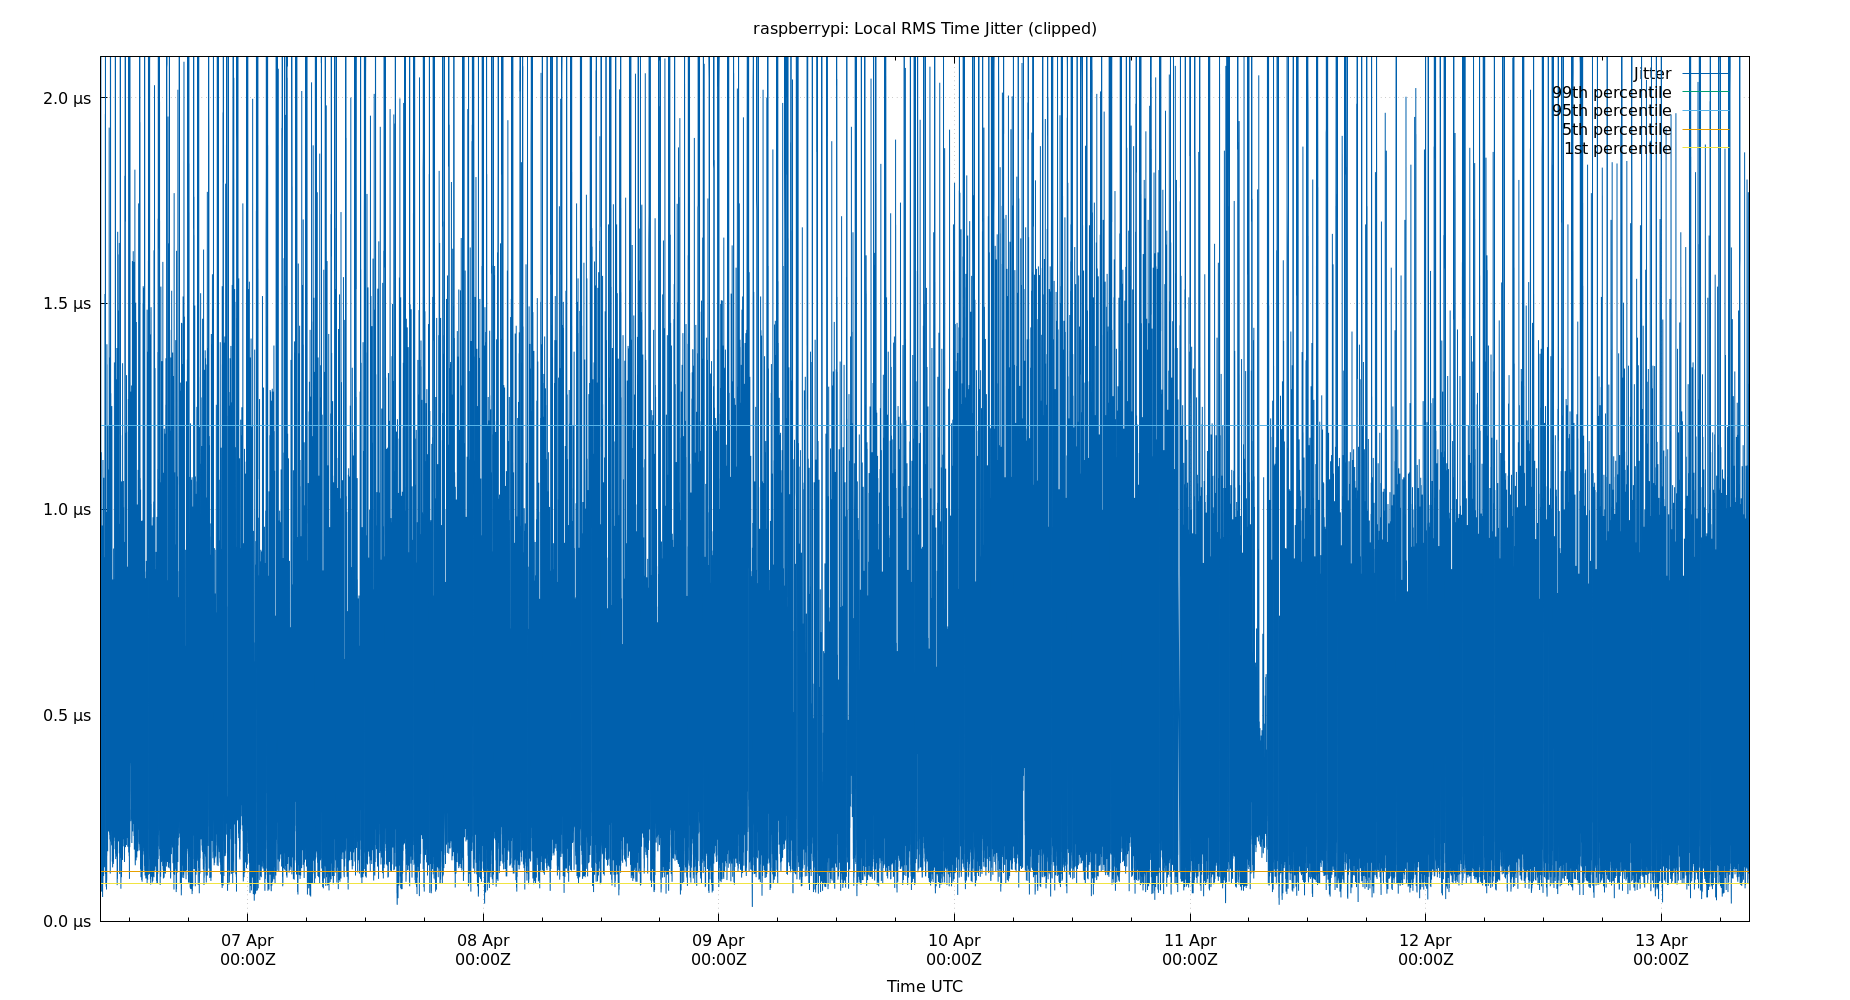 raspberrypi: Local RMS Time Jitter (clipped)
Jitter
99th percentile
95th percentile
5th percentile
1st percentile
2.0 µs
1.5 µs
1.0 µs
0.5 µs
0.0 µs
07 Apr 08 Apr 09 Apr 10 Apr 11 Apr 12 Apr 13 Apr
00:00Z 00:00Z 00:00Z 00:00Z 00:00Z 00:00Z 00:00Z
Time UTC